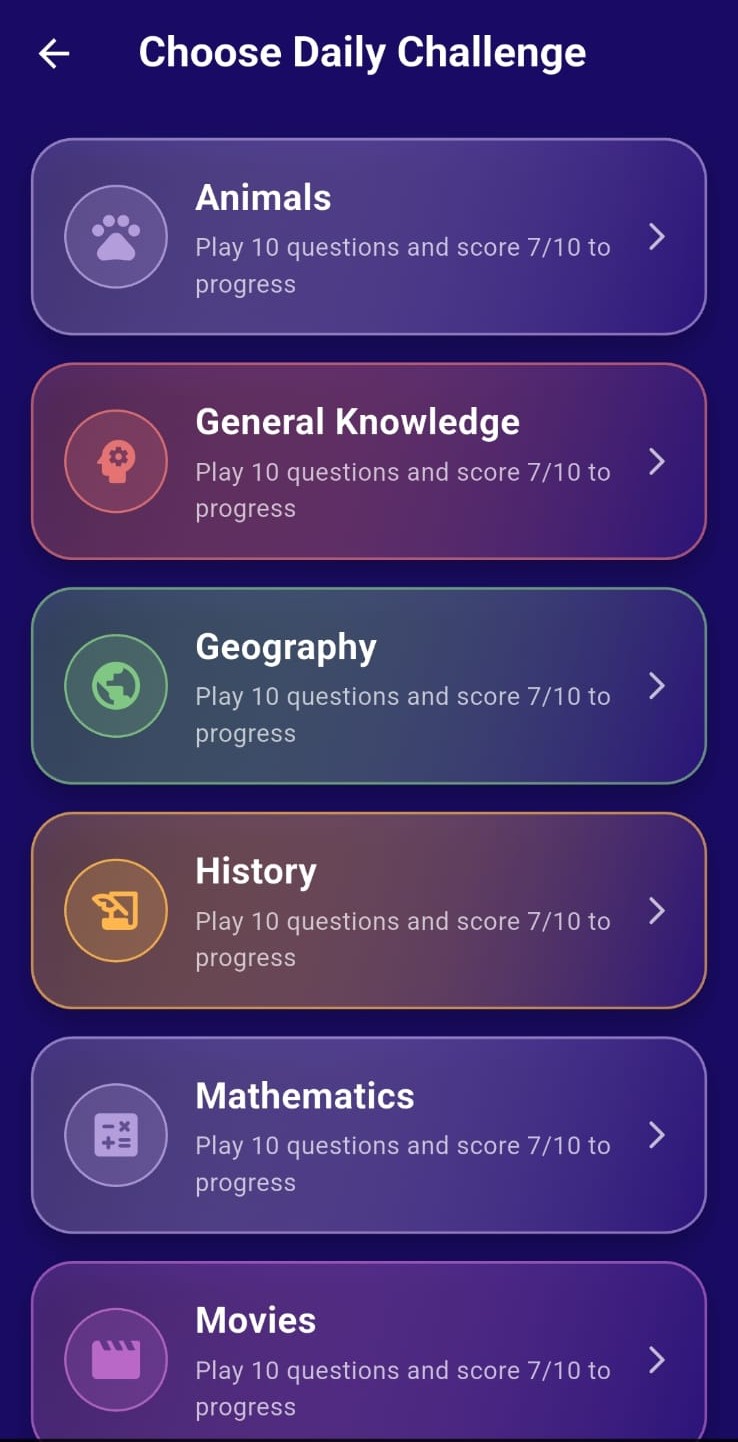 Choose Daily Challenge
Animals
Play 10 questions and score 7/10 to
progress
General Knowledge
Play 10 questions and score 7/10 to
progress
Geography
Play 10 questions and score 7/10 to
progress
History
Play 10 questions and score 7/10 to
progress
Mathematics
Play 10 questions and score 7/10 to
progress
Movies
Play 10 questions and score 7/10 to
progress